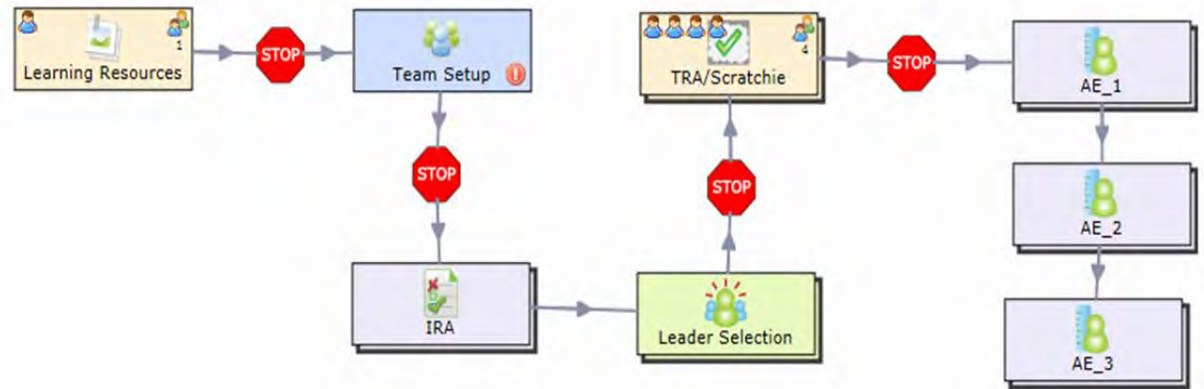 1
Learning Resources
STOP
Team Setup
STOP
IRA
Leader Selection
STOP
4
TRA/Scratchie
STOP
AE_1
AE_2
AE_3